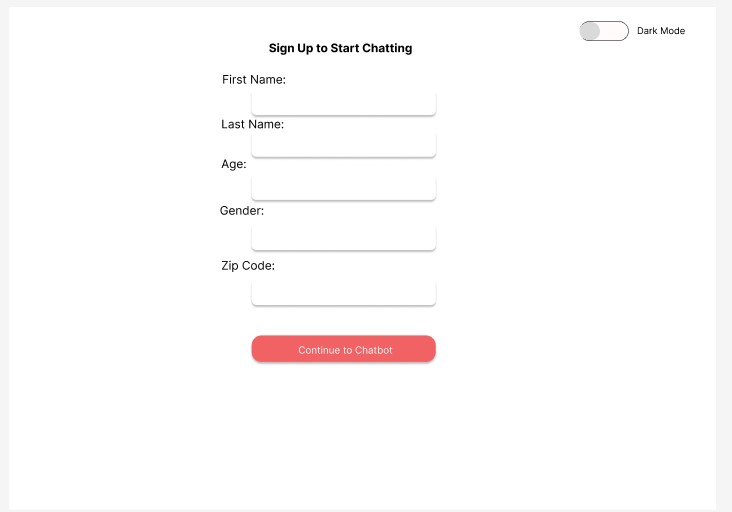 Dark Mode
Sign Up to Start Chatting
First Name:
Last Name:
Age:
Gender:
Zip Code:
Continue to Chatbot